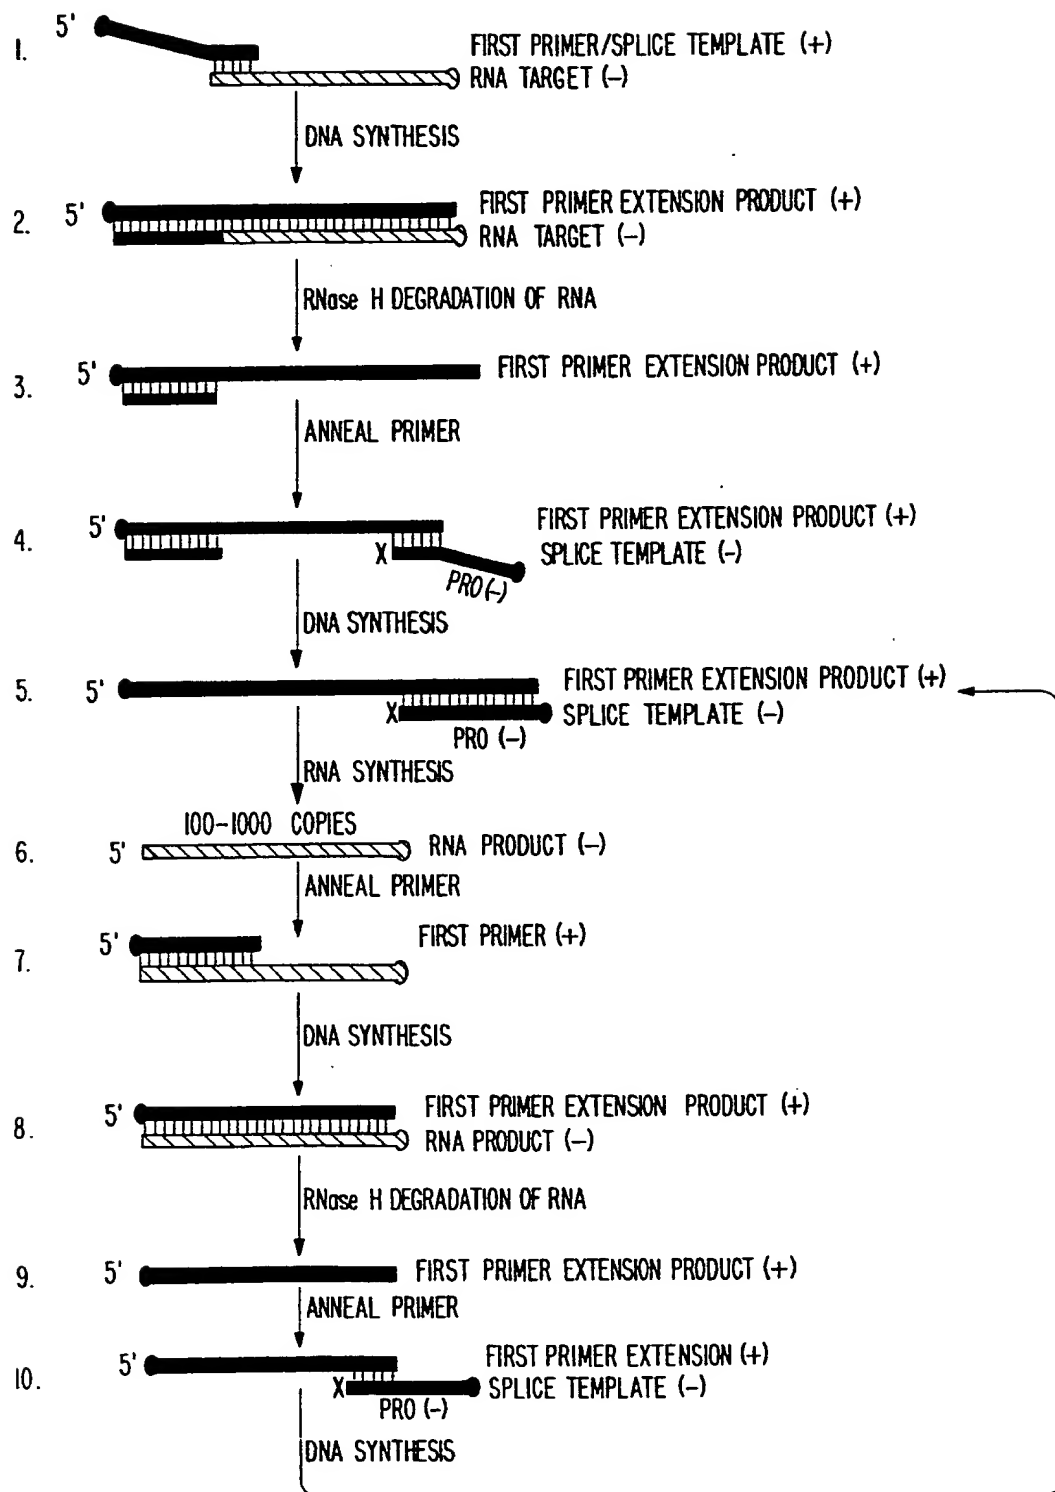 5'
1.
FIRST PRIMER/SPLICE TEMPLATE (+)
RNA TARGET (–)
DNA SYNTHESIS
2.
5'
FIRST PRIMER EXTENSION PRODUCT (+)
RNA TARGET (–)
RNase H DEGRADATION OF RNA
3.
5'
FIRST PRIMER EXTENSION PRODUCT (+)
ANNEAL PRIMER
4.
5'
FIRST PRIMER EXTENSION PRODUCT (+)
X
SPLICE TEMPLATE (–)
PRO (–)
DNA SYNTHESIS
5.
5'
FIRST PRIMER EXTENSION PRODUCT (+)
X
SPLICE TEMPLATE (–)
PRO (–)
RNA SYNTHESIS
100–1000 COPIES
6.
5'
RNA PRODUCT (–)
ANNEAL PRIMER
7.
5'
FIRST PRIMER (+)
DNA SYNTHESIS
8.
5'
FIRST PRIMER EXTENSION PRODUCT (+)
RNA PRODUCT (–)
RNase H DEGRADATION OF RNA
9.
5'
FIRST PRIMER EXTENSION PRODUCT (+)
ANNEAL PRIMER
10.
5'
FIRST PRIMER EXTENSION (+)
X
SPLICE TEMPLATE (–)
PRO (–)
DNA SYNTHESIS